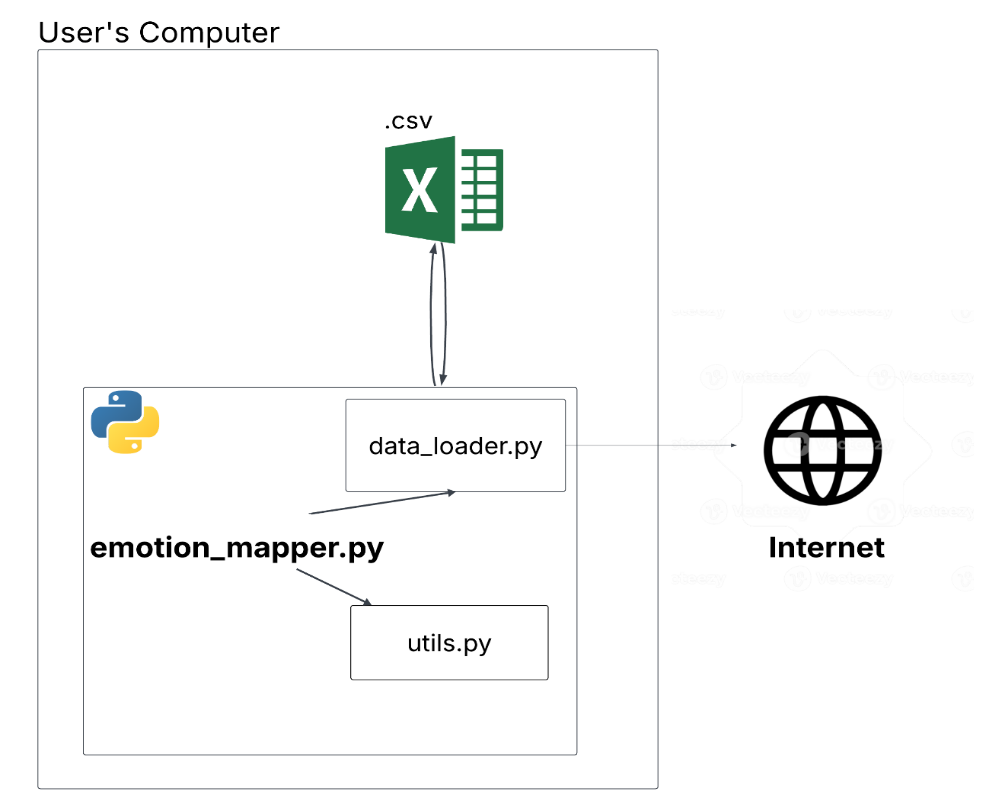 User's Computer
.csv
X
data_loader.py
emotion_mapper.py
Internet
utils.py